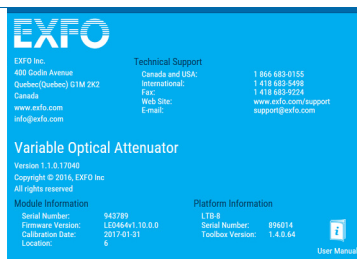 EXFO
EXFO Inc.
400 Godin Avenue
Quebec(Quebec) G1M 2K2
Canada
www.exfo.com
info@exfo.com
Technical Support
Canada and USA: 1 866 683-0155
International: 1 418 683-5498
Fax: 1 418 683-9224
Web Site: www.exfo.com/support
E-mail: support@exfo.com
Variable Optical Attenuator
Version 1.1.0.17040
Copyright © 2016, EXFO Inc
All rights reserved
Module Information
Serial Number: 943789
Firmware Version: LE0464v1.10.0.0
Calibration Date: 2017-01-31
Location: 6
Platform Information
LTB-8
Serial Number: 896014
Toolbox Version: 1.4.0.64
i
User Manual